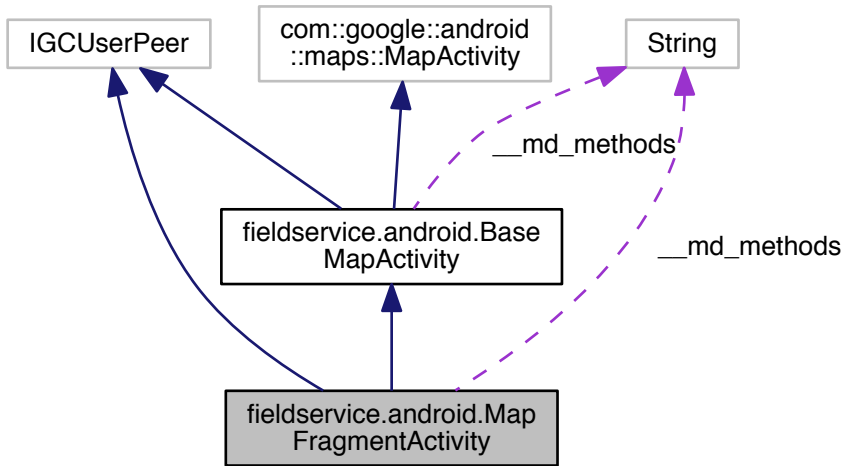 IGCUserPeer
com::google::android
::maps::MapActivity
String
__md_methods
fieldservice.android.Base
MapActivity
__md_methods
fieldservice.android.Map
FragmentActivity